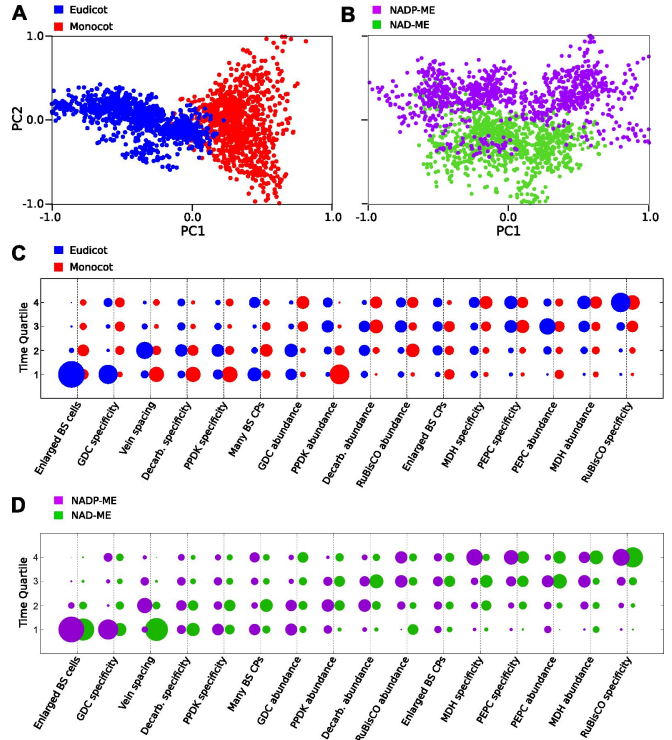 A
Eudicot
Monocot
1.0
0.0
-1.0
PC2
-1.0
0.0
1.0
PC1
B
NADP-ME
NAD-ME
-1.0
0.0
1.0
PC1
C
Eudicot
Monocot
Time Quartile
4
3
2
1
Enlarged BS cells
GDC specificity
Vein spacing
Decarb. specificity
PPDK specificity
Many BS CPs
GDC abundance
PPDK abundance
Decarb. abundance
RuBisCO abundance
Enlarged BS CPs
MDH specificity
PEPC specificity
PEPC abundance
MDH abundance
RuBisCO specificity
D
NADP-ME
NAD-ME
Time Quartile
4
3
2
1
Enlarged BS cells
GDC specificity
Vein spacing
Decarb. specificity
PPDK specificity
Many BS CPs
GDC abundance
PPDK abundance
Decarb. abundance
RuBisCO abundance
Enlarged BS CPs
MDH specificity
PEPC specificity
PEPC abundance
MDH abundance
RuBisCO specificity